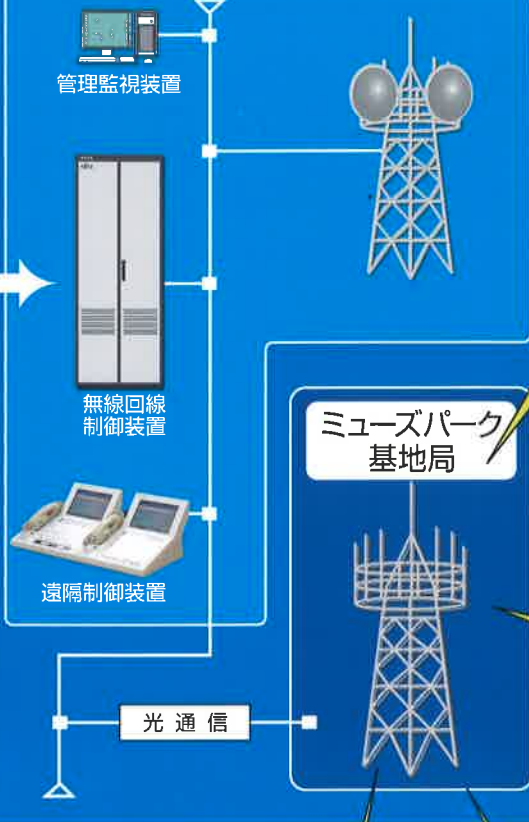 管理監視装置
無線回線
制御装置
ミューズパーク
基地局
遠隔制御装置
光通信